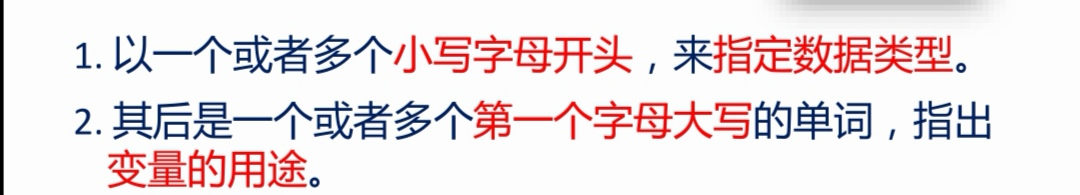 1. 以一个或者多个小写字母开头，来指定数据类型。
2. 其后是一个或者多个第一个字母大写的单词，指出
变量的用途。